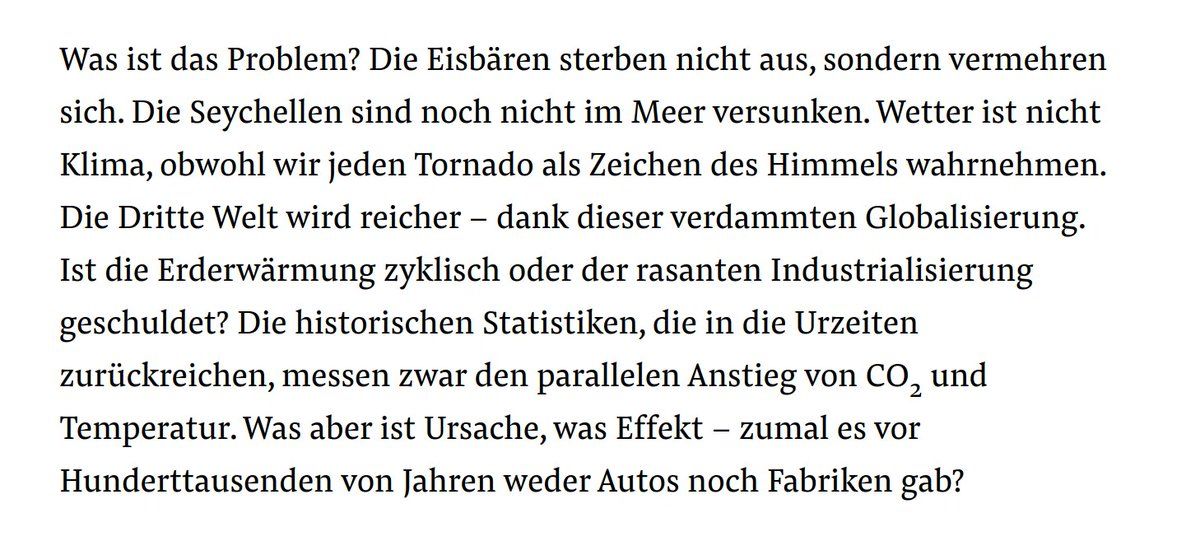 Was ist das Problem? Die Eisbären sterben nicht aus, sondern vermehren
sich. Die Seychellen sind noch nicht im Meer versunken. Wetter ist nicht
Klima, obwohl wir jeden Tornado als Zeichen des Himmels wahrnehmen.
Die Dritte Welt wird reicher – dank dieser verdammten Globalisierung.
Ist die Erderwärmung zyklisch oder der rasanten Industrialisierung
geschuldet? Die historischen Statistiken, die in die Urzeiten
zurückreichen, messen zwar den parallelen Anstieg von CO₂ und
Temperatur. Was aber ist Ursache, was Effekt – zumal es vor
Hunderttausenden von Jahren weder Autos noch Fabriken gab?